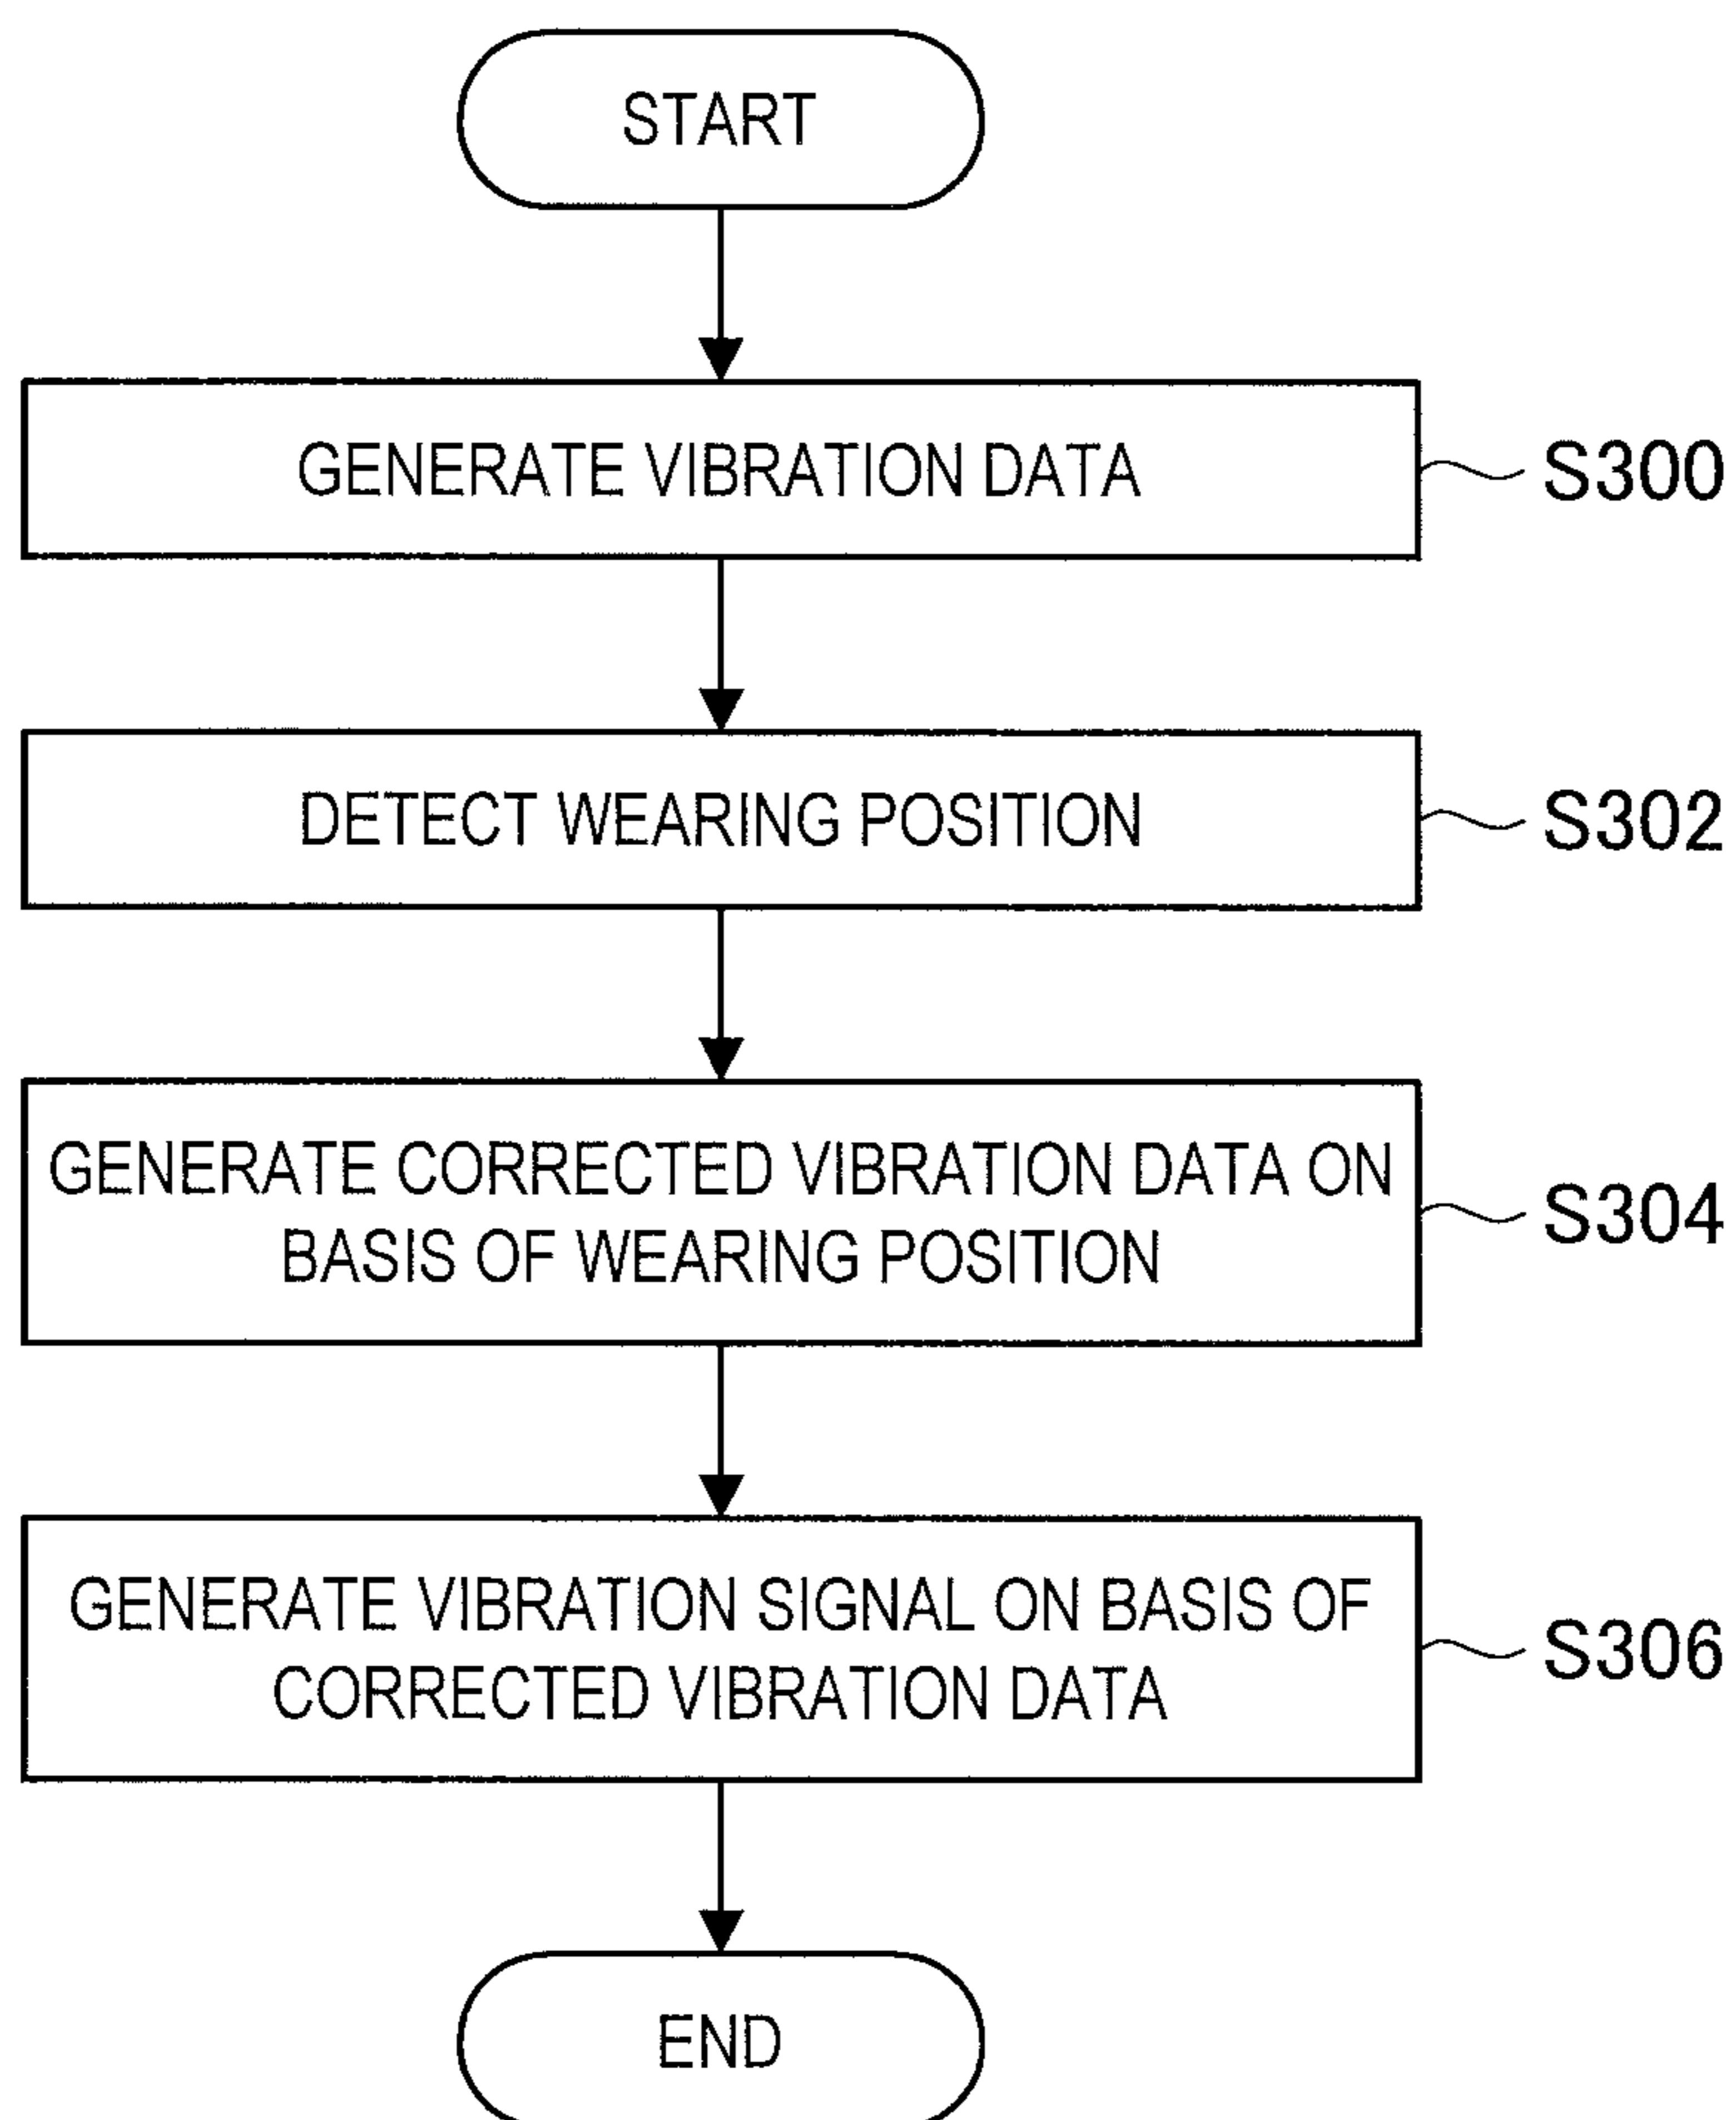 START
GENERATE VIBRATION DATA
S300
DETECT WEARING POSITION
S302
GENERATE CORRECTED VIBRATION DATA ON
BASIS OF WEARING POSITION
S304
GENERATE VIBRATION SIGNAL ON BASIS OF
CORRECTED VIBRATION DATA
S306
END